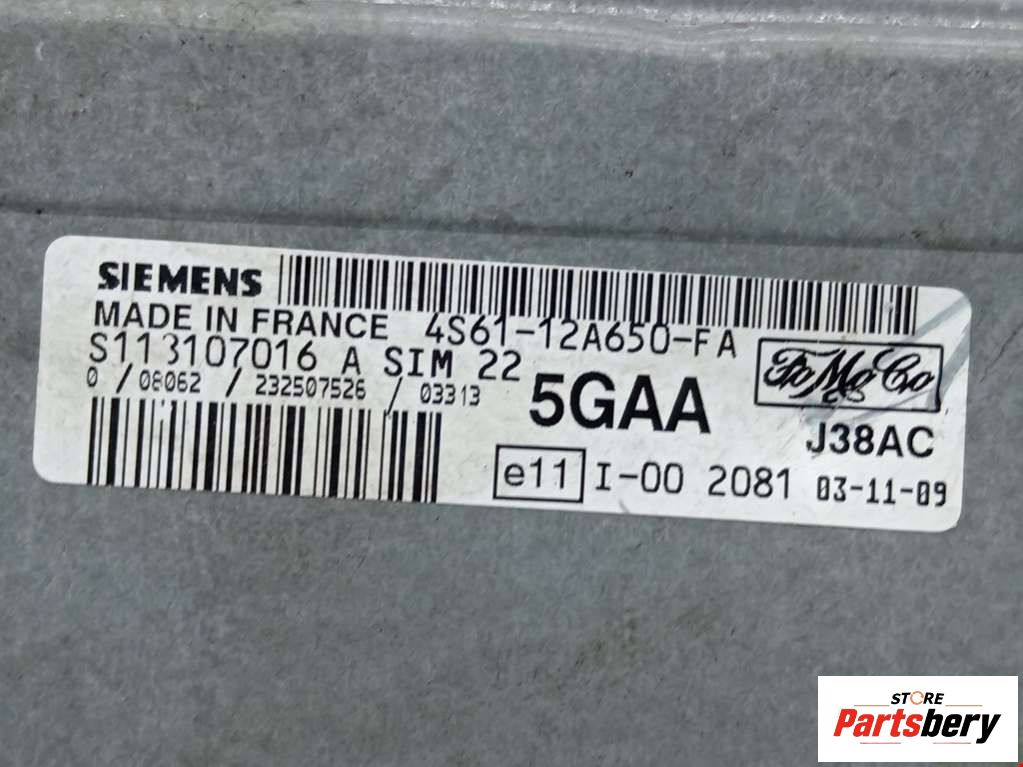 SIEMENS
MADE IN FRANCE 4S61-12A650-FA
S113107016 A SIM 22
0 / 08062 / 232507526 / 03313
5GAA
FoMoCo
J38AC
e11 I-00 2081 03-11-09
STORE
Partsbery